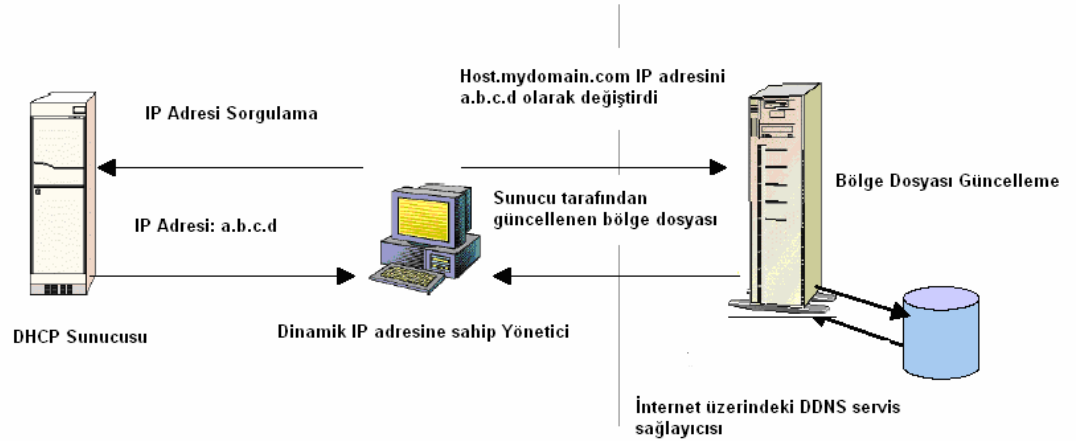 Host.mydomain.com IP adresini
a.b.c.d olarak değiştirdi
IP Adresi Sorgulama
Bölge Dosyası Güncelleme
Sunucu tarafından
güncellenen bölge dosyası
IP Adresi: a.b.c.d
DHCP Sunucusu
Dinamik IP adresine sahip Yönetici
İnternet üzerindeki DDNS servis
sağlayıcısı